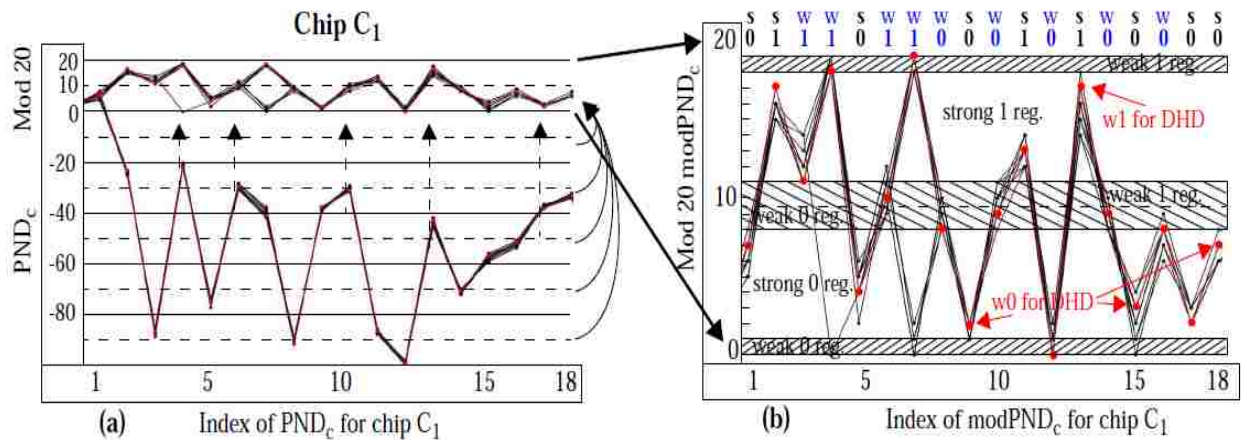 Chip C1
Mod 20
20
10
0
-20
-40
-60
-80
PNDc
1 5 10 15 18
(a) Index of PNDc for chip C1
s s w w s w w w s w s w s w s w s s
0 1 1 1 0 1 1 0 0 0 1 0 1 0 0 0 0 0
20
10
0
Mod 20 modPNDc
weak 1 reg.
strong 1 reg.
w1 for DHD
weak 1 reg.
weak 0 reg.
strong 0 reg.
w0 for DHD
weak 0 reg.
1 5 10 15 18
(b) Index of modPNDc for chip C1